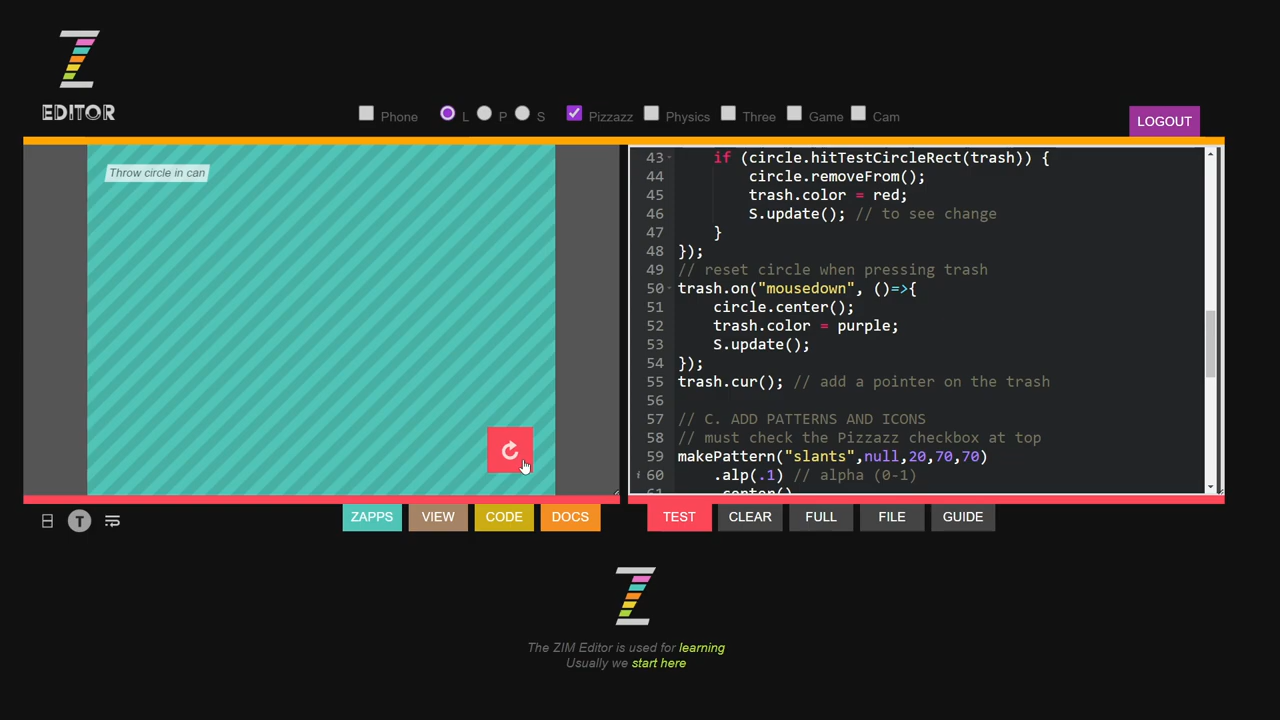 EDITOR
Phone L P S Pizzazz Physics Three Game Cam
LOGOUT
Throw circle in can
43 if (circle.hitTestCircleRect(trash)) {
44 circle.removeFrom();
45 trash.color = red;
46 S.update(); // to see change
47 }
48 });
49 // reset circle when pressing trash
50 trash.on("mousedown", ()=>{
51 circle.center();
52 trash.color = purple;
53 S.update();
54 });
55 trash.cur(); // add a pointer on the trash
56
57 // C. ADD PATTERNS AND ICONS
58 // must check the Pizzazz checkbox at top
59 makePattern("slants",null,20,70,70)
i 60 .alp(.1) // alpha (0-1)
61 .center()
T
ZAPPS VIEW CODE DOCS TEST CLEAR FULL FILE GUIDE
The ZIM Editor is used for learning
Usually we start here